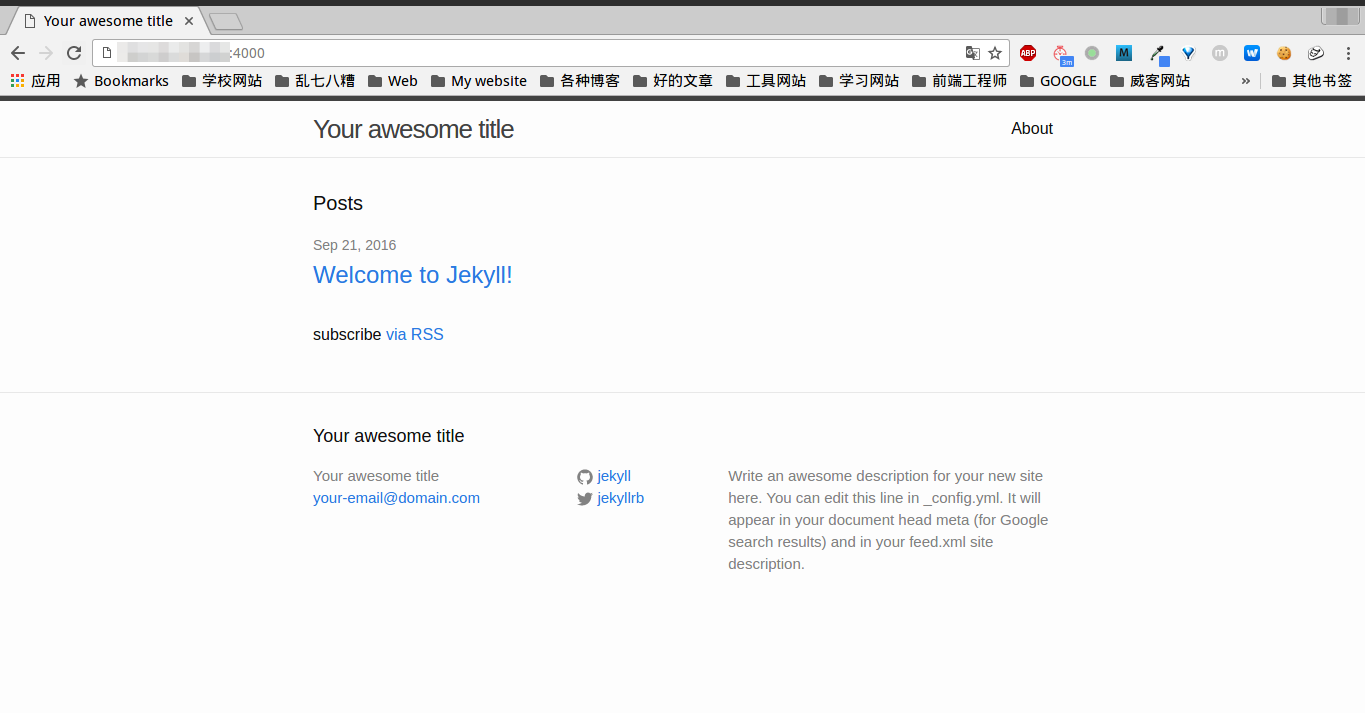 Your awesome title
:4000
ABP
3m
M
m
W
应用 Bookmarks 学校网站 乱七八糟 Web My website 各种博客 好的文章 工具网站 学习网站 前端工程师 GOOGLE 威客网站 » 其他书签
Your awesome title About
Posts
Sep 21, 2016
Welcome to Jekyll!
subscribe via RSS
Your awesome title
Your awesome title
your-email@domain.com
jekyll
jekyllrb
Write an awesome description for your new site
here. You can edit this line in _config.yml. It will
appear in your document head meta (for Google
search results) and in your feed.xml site
description.